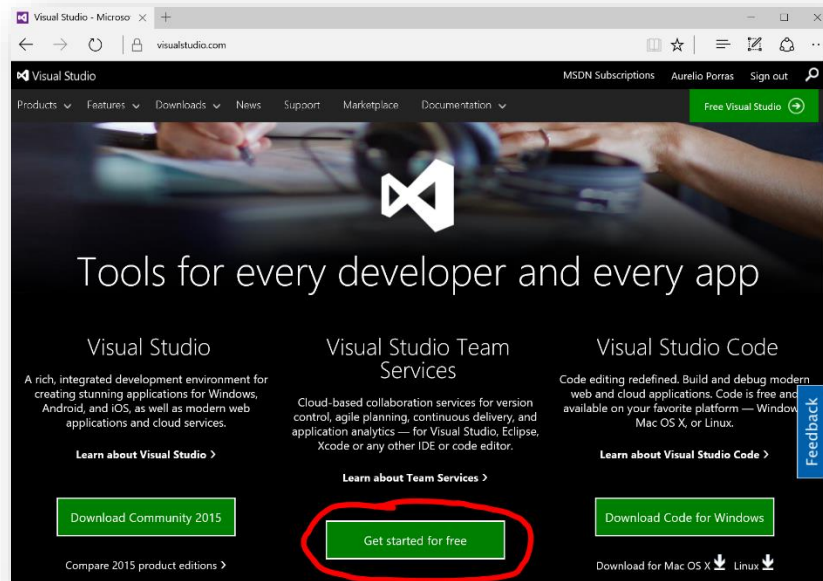 Visual Studio - Microso
visualstudio.com
Visual Studio
MSDN Subscriptions Aurelio Porras Sign out
Products Features Downloads News Support Marketplace Documentation
Free Visual Studio
Tools for every developer and every app
Visual Studio
A rich, integrated development environment for
creating stunning applications for Windows,
Android, and iOS, as well as modern web
applications and cloud services.
Learn about Visual Studio >
Download Community 2015
Compare 2015 product editions >
Visual Studio Team
Services
Cloud-based collaboration services for version
control, agile planning, continuous delivery, and
application analytics — for Visual Studio, Eclipse,
Xcode or any other IDE or code editor.
Learn about Team Services >
Get started for free
Visual Studio Code
Code editing redefined. Build and debug modern
web and cloud applications. Code is free and
available on your favorite platform — Window
Mac OS X, or Linux.
Learn about Visual Studio Code >
Download Code for Windows
Download for Mac OS X Linux
Feedback